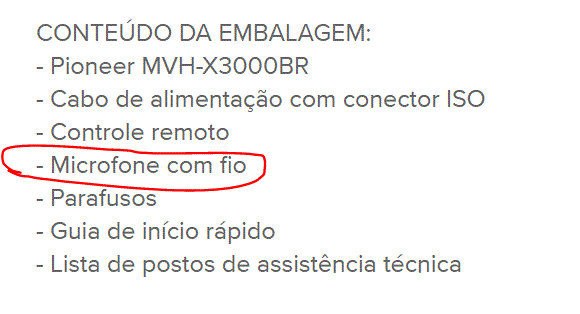 CONTEÚDO DA EMBALAGEM:
- Pioneer MVH-X3000BR
- Cabo de alimentação com conector ISO
- Controle remoto
- Microfone com fio
- Parafusos
- Guia de início rápido
- Lista de postos de assistência técnica